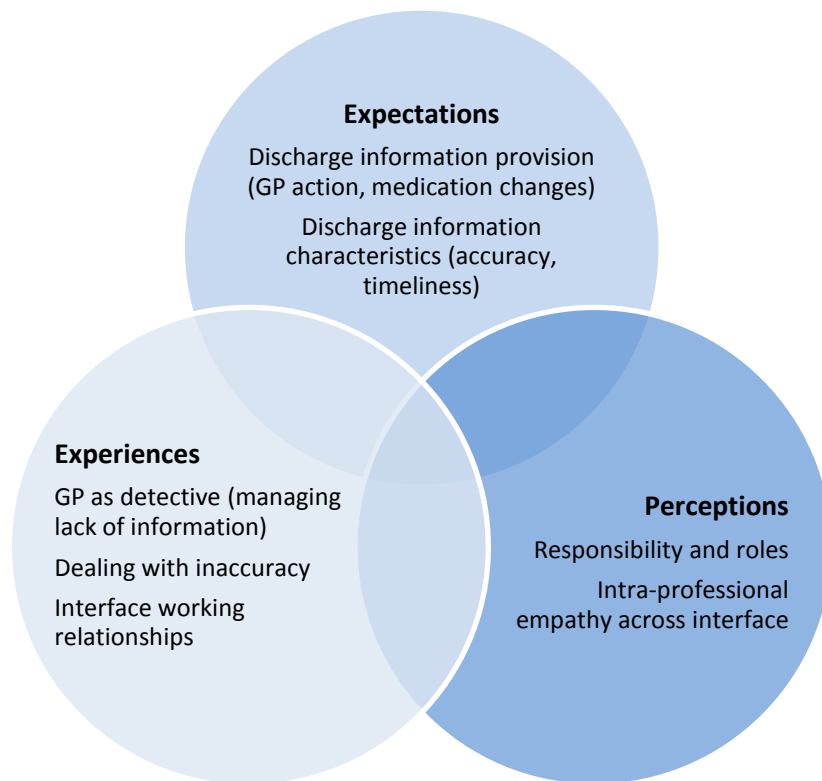 Expectations
Discharge information provision
(GP action, medication changes)
Discharge information
characteristics (accuracy,
timeliness)
Experiences
GP as detective (managing
lack of information)
Dealing with inaccuracy
Interface working
relationships
Perceptions
Responsibility and roles
Intra-professional
empathy across interface